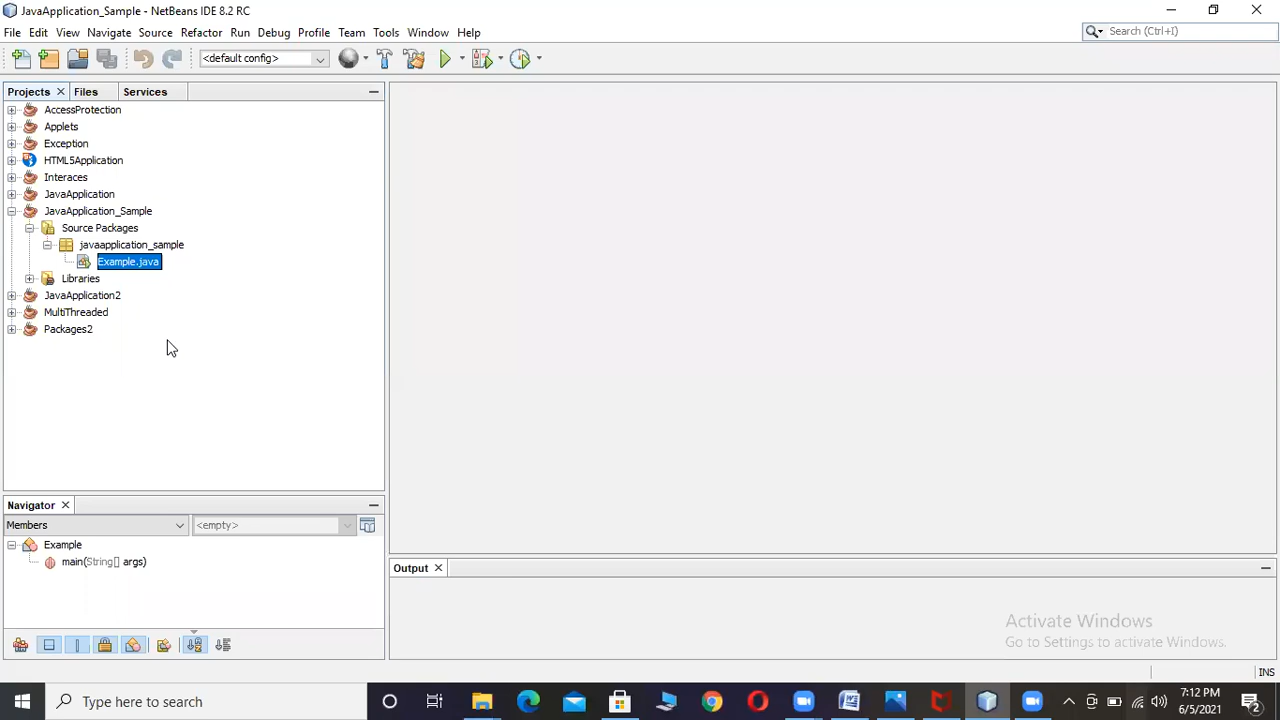 JavaApplication_Sample - NetBeans IDE 8.2 RC
File Edit View Navigate Source Refactor Run Debug Profile Team Tools Window Help
Search (Ctrl+I)
<default config>
Projects Files Services
AccessProtection
Applets
Exception
HTML5Application
Interaces
JavaApplication
JavaApplication_Sample
Source Packages
javaapplication_sample
Example.java
Libraries
JavaApplication2
MultiThreaded
Packages2
Navigator
Members <empty>
Example
main(String[] args)
Output
Activate Windows
Go to Settings to activate Windows.
INS
Type here to search
7:12 PM
6/5/2021
2